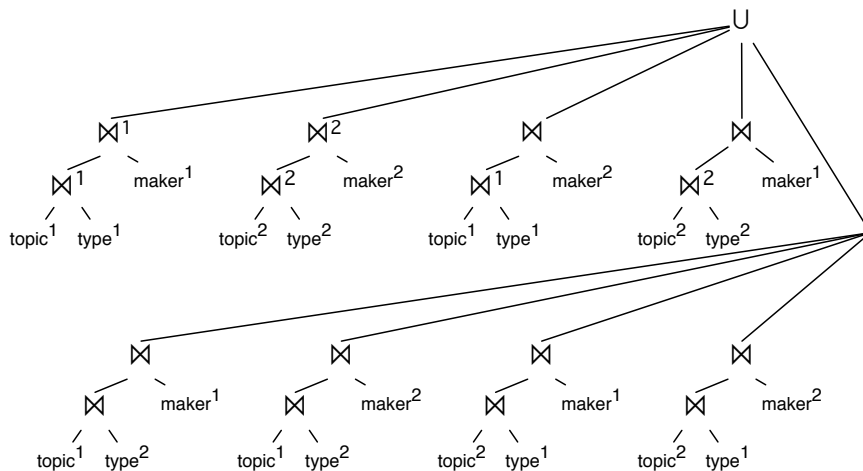 ∪
⋈¹ ⋈² ⋈ ⋈
⋈¹ maker¹ ⋈² maker² ⋈¹ maker² ⋈² maker¹
topic¹ type¹ topic² type² topic¹ type¹ topic² type²
⋈ ⋈ ⋈ ⋈
⋈ maker¹ ⋈ maker² ⋈ maker¹ ⋈ maker²
topic¹ type² topic¹ type² topic² type¹ topic² type¹